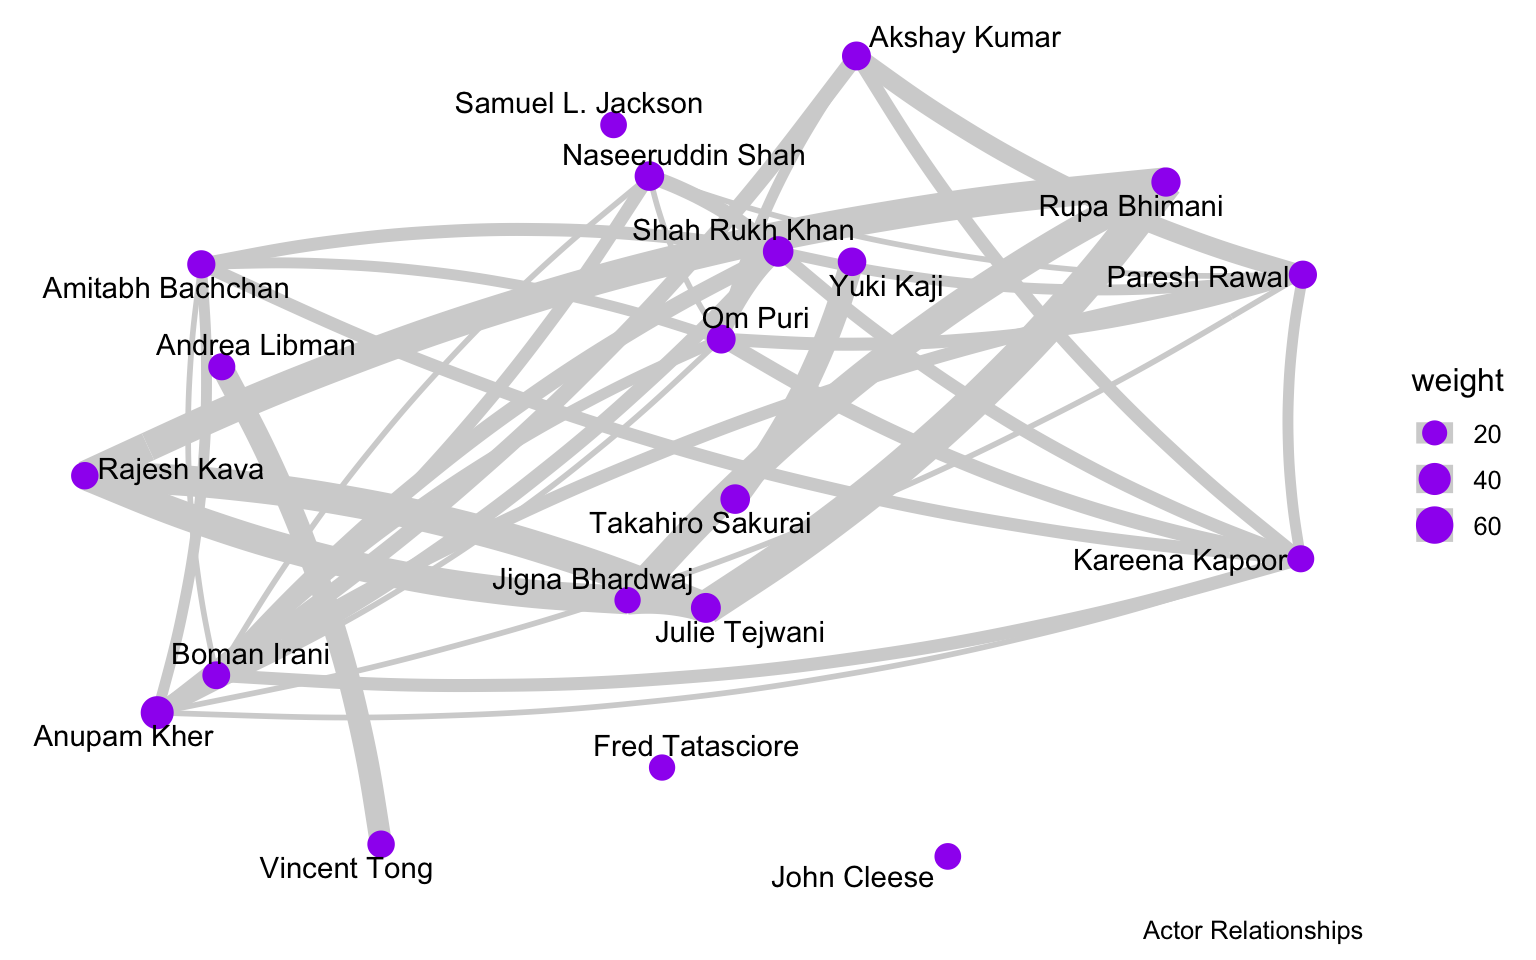 Akshay Kumar
Samuel L. Jackson
Naseeruddin Shah
Rupa Bhimani
Shah Rukh Khan
Paresh Rawal
Yuki Kaji
Amitabh Bachchan
Om Puri
Andrea Libman
weight
20
40
60
Rajesh Kava
Takahiro Sakurai
Kareena Kapoor
Jigna Bhardwaj
Julie Tejwani
Boman Irani
Anupam Kher
Fred Tatasciore
Vincent Tong
John Cleese
Actor Relationships